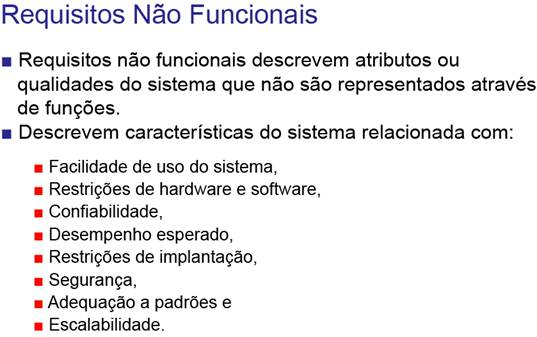 Requisitos Não Funcionais
■ Requisitos não funcionais descrevem atributos ou
qualidades do sistema que não são representados através
de funções.
■ Descrevem características do sistema relacionada com:
■ Facilidade de uso do sistema,
■ Restrições de hardware e software,
■ Confiabilidade,
■ Desempenho esperado,
■ Restrições de implantação,
■ Segurança,
■ Adequação a padrões e
■ Escalabilidade.